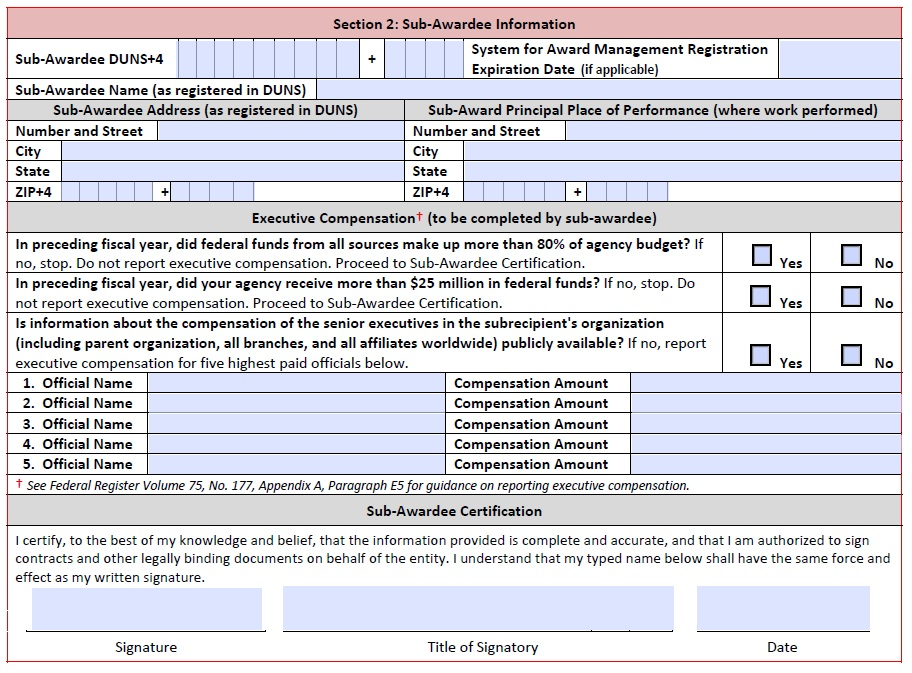 Section 2: Sub-Awardee Information
Sub-Awardee DUNS+4 + System for Award Management Registration
Expiration Date (if applicable)
Sub-Awardee Name (as registered in DUNS)
Sub-Awardee Address (as registered in DUNS) Sub-Award Principal Place of Performance (where work performed)
Number and Street Number and Street
City City
State State
ZIP+4 + ZIP+4 +
Executive Compensation† (to be completed by sub-awardee)
In preceding fiscal year, did federal funds from all sources make up more than 80% of agency budget? If
no, stop. Do not report executive compensation. Proceed to Sub-Awardee Certification. Yes No
In preceding fiscal year, did your agency receive more than $25 million in federal funds? If no, stop. Do
not report executive compensation. Proceed to Sub-Awardee Certification. Yes No
Is information about the compensation of the senior executives in the subrecipient's organization
(including parent organization, all branches, and all affiliates worldwide) publicly available? If no, report
executive compensation for five highest paid officials below. Yes No
1. Official Name Compensation Amount
2. Official Name Compensation Amount
3. Official Name Compensation Amount
4. Official Name Compensation Amount
5. Official Name Compensation Amount
† See Federal Register Volume 75, No. 177, Appendix A, Paragraph E5 for guidance on reporting executive compensation.
Sub-Awardee Certification
I certify, to the best of my knowledge and belief, that the information provided is complete and accurate, and that I am authorized to sign
contracts and other legally binding documents on behalf of the entity. I understand that my typed name below shall have the same force and
effect as my written signature.
Signature Title of Signatory Date